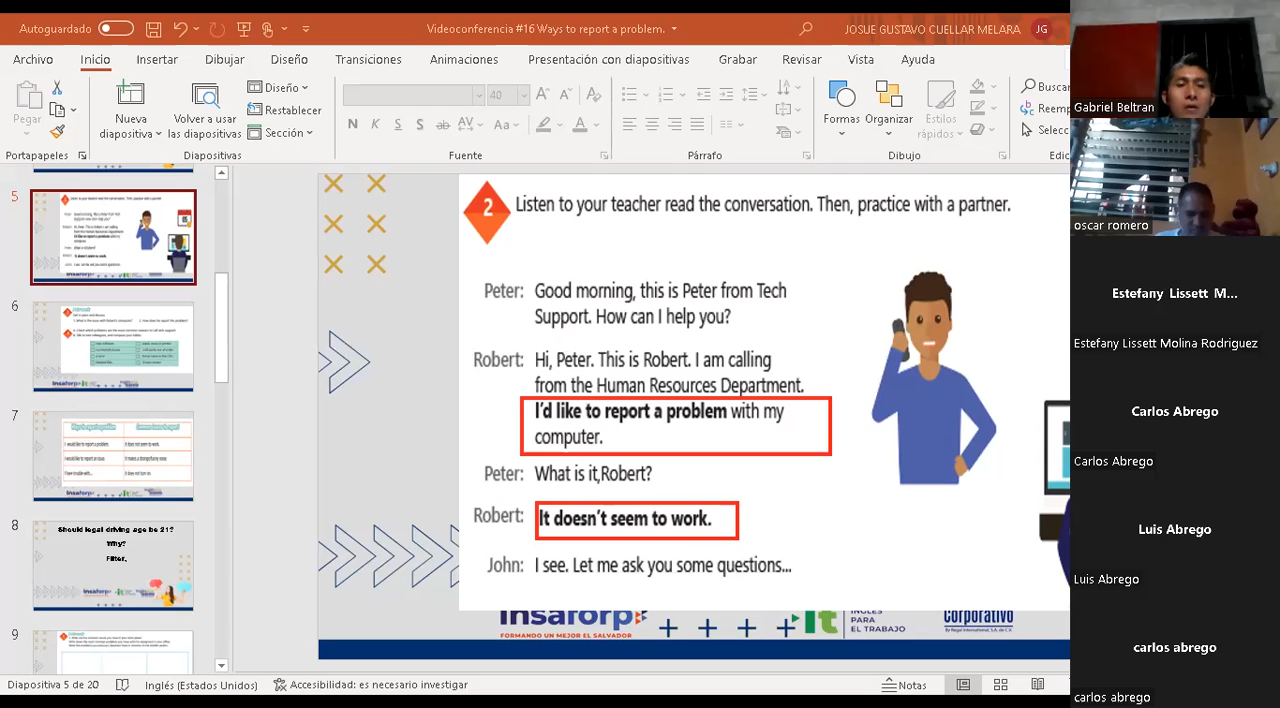 Autoguardado
Videoconferencia #16 Ways to report a problem.
JOSUE GUSTAVO CUELLAR MELARA
JG
Archivo
Inicio
Insertar
Dibujar
Diseño
Transiciones
Animaciones
Presentación con diapositivas
Grabar
Revisar
Vista
Ayuda
Pegar
Nueva diapositiva
Volver a usar las diapositivas
Diseño
Restablecer
Sección
40
Formas
Organizar
Estilos rápidos
Portapapeles
Diapositivas
Fuente
Párrafo
Dibujo
5
6
7
8
Should legal driving age be 21?
Why?
Filter.
9
2
Listen to your teacher read the conversation. Then, practice with a partner.
Peter: Good morning, this is Peter from Tech
Support. How can I help you?
Robert: Hi, Peter. This is Robert. I am calling
from the Human Resources Department.
I'd like to report a problem with my
computer.
Peter: What is it,Robert?
Robert: It doesn't seem to work.
John: I see. Let me ask you some questions...
Insaforp
FORMANDO UN MEJOR EL SALVADOR
INGLÉS
PARA
EL TRABAJO
corporativo
Diapositiva 5 de 20
Inglés (Estados Unidos)
Accesibilidad: es necesario investigar
Notas
Gabriel Beltran
oscar romero
Estefany Lissett M...
Estefany Lissett Molina Rodriguez
Carlos Abrego
Carlos Abrego
Luis Abrego
Luis Abrego
carlos abrego
carlos abrego